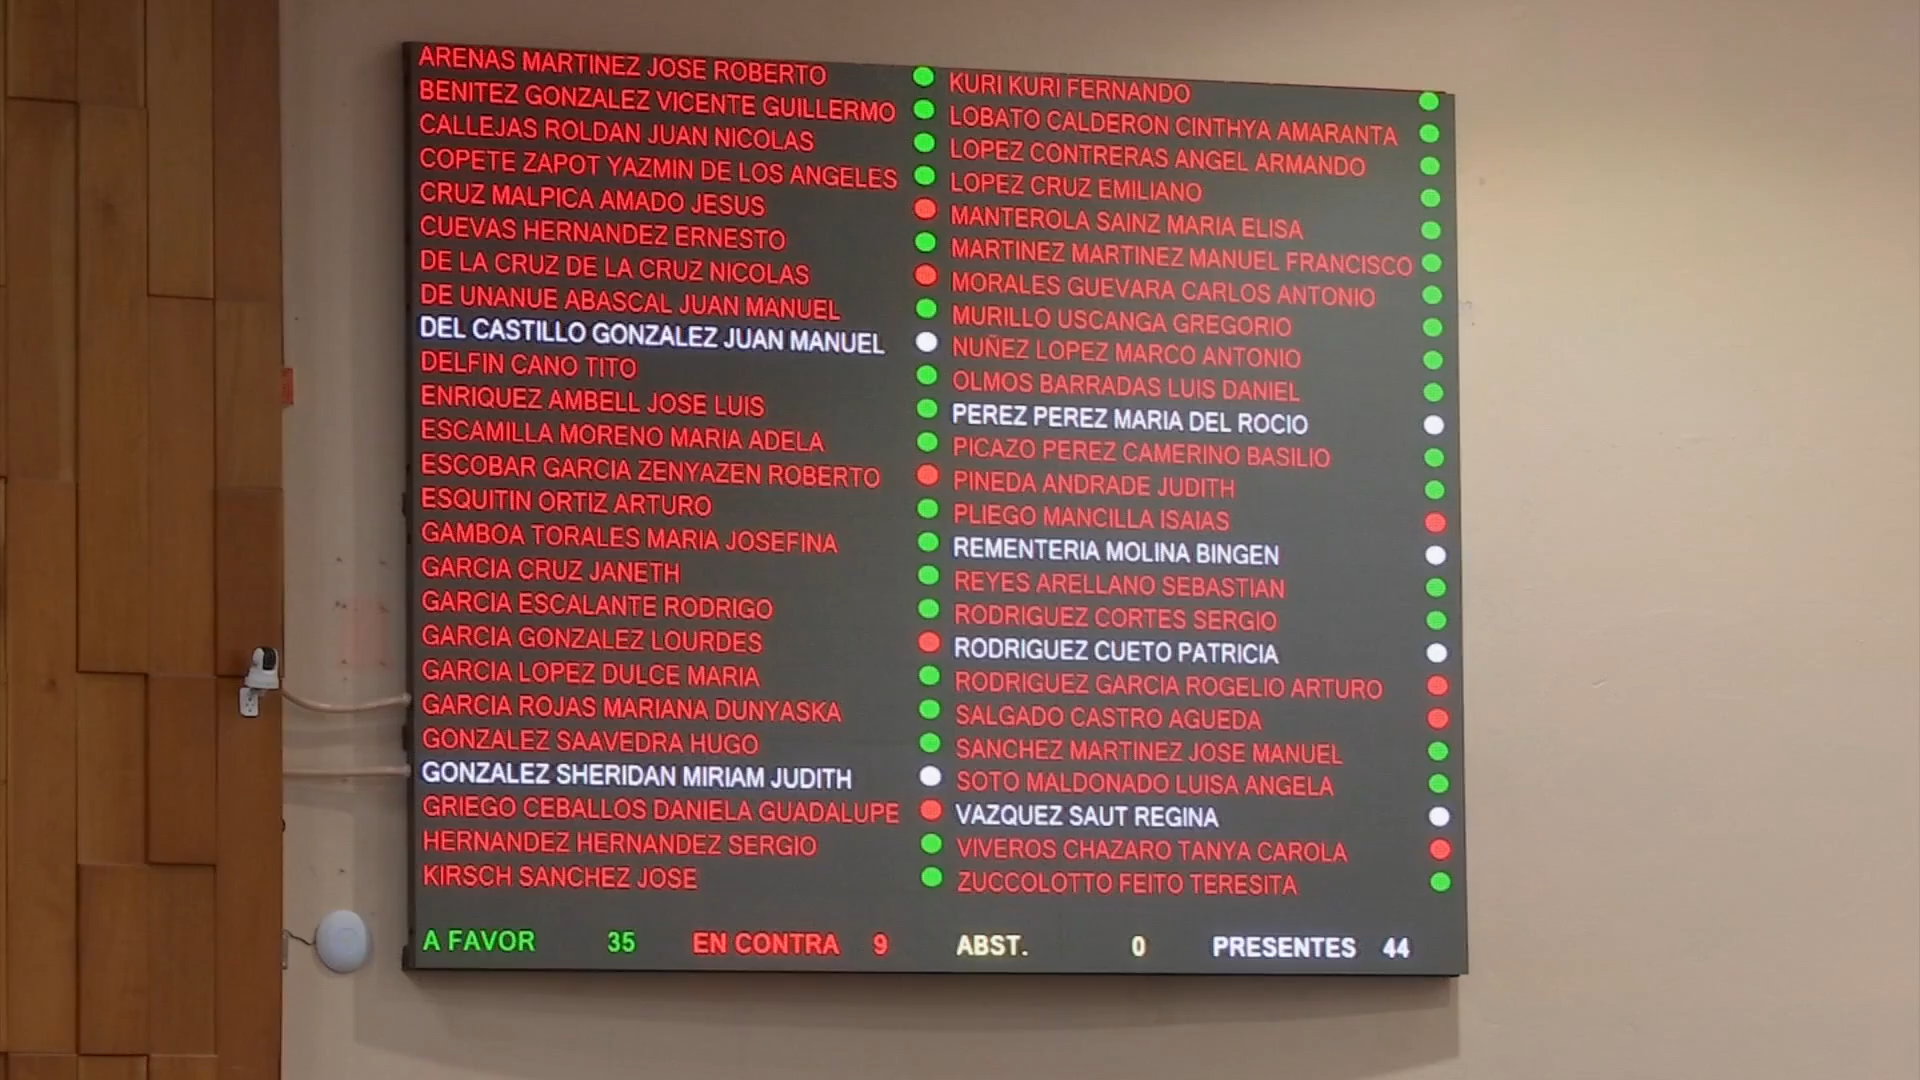 ARENAS MARTINEZ JOSE ROBERTO
BENITEZ GONZALEZ VICENTE GUILLERMO
CALLEJAS ROLDAN JUAN NICOLAS
COPETE ZAPOT YAZMIN DE LOS ANGELES
CRUZ MALPICA AMADO JESUS
CUEVAS HERNANDEZ ERNESTO
DE LA CRUZ DE LA CRUZ NICOLAS
DE UNANUE ABASCAL JUAN MANUEL
DEL CASTILLO GONZALEZ JUAN MANUEL
DELFIN CANO TITO
ENRIQUEZ AMBELL JOSE LUIS
ESCAMILLA MORENO MARIA ADELA
ESCOBAR GARCIA ZENYAZEN ROBERTO
ESQUITIN ORTIZ ARTURO
GAMBOA TORALES MARIA JOSEFINA
GARCIA CRUZ JANETH
GARCIA ESCALANTE RODRIGO
GARCIA GONZALEZ LOURDES
GARCIA LOPEZ DULCE MARIA
GARCIA ROJAS MARIANA DUNYASKA
GONZALEZ SAAVEDRA HUGO
GONZALEZ SHERIDAN MIRIAM JUDITH
GRIEGO CEBALLOS DANIELA GUADALUPE
HERNANDEZ HERNANDEZ SERGIO
KIRSCH SANCHEZ JOSE
KURI KURI FERNANDO
LOBATO CALDERON CINTHYA AMARANTA
LOPEZ CONTRERAS ANGEL ARMANDO
LOPEZ CRUZ EMILIANO
MANTEROLA SAINZ MARIA ELISA
MARTINEZ MARTINEZ MANUEL FRANCISCO
MORALES GUEVARA CARLOS ANTONIO
MURILLO USCANGA GREGORIO
NUÑEZ LOPEZ MARCO ANTONIO
OLMOS BARRADAS LUIS DANIEL
PEREZ PEREZ MARIA DEL ROCIO
PICAZO PEREZ CAMERINO BASILIO
PINEDA ANDRADE JUDITH
PLIEGO MANCILLA ISAIAS
REMENTERIA MOLINA BINGEN
REYES ARELLANO SEBASTIAN
RODRIGUEZ CORTES SERGIO
RODRIGUEZ CUETO PATRICIA
RODRIGUEZ GARCIA ROGELIO ARTURO
SALGADO CASTRO AGUEDA
SANCHEZ MARTINEZ JOSE MANUEL
SOTO MALDONADO LUISA ANGELA
VAZQUEZ SAUT REGINA
VIVEROS CHAZARO TANYA CAROLA
ZUCCOLOTTO FEITO TERESITA
A FAVOR 35 EN CONTRA 9 ABST. 0 PRESENTES 44